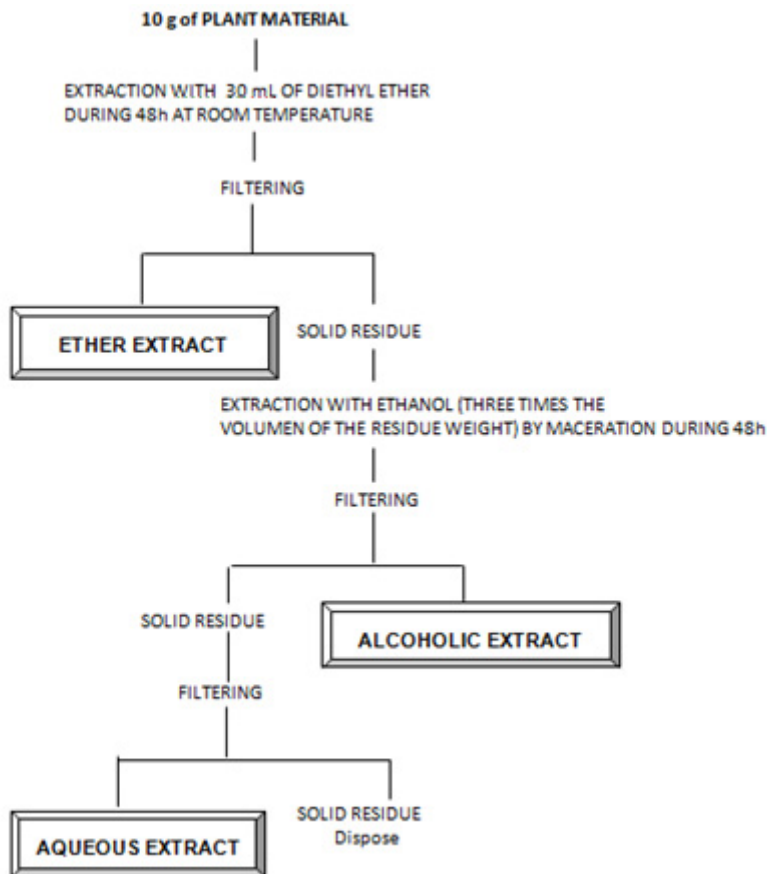 10 g of PLANT MATERIAL
EXTRACTION WITH 30 mL OF DIETHYL ETHER
DURING 48h AT ROOM TEMPERATURE
FILTERING
ETHER EXTRACT
SOLID RESIDUE
EXTRACTION WITH ETHANOL (THREE TIMES THE
VOLUMEN OF THE RESIDUE WEIGHT) BY MACERATION DURING 48h
FILTERING
SOLID RESIDUE
ALCOHOLIC EXTRACT
FILTERING
AQUEOUS EXTRACT
SOLID RESIDUE
Dispose